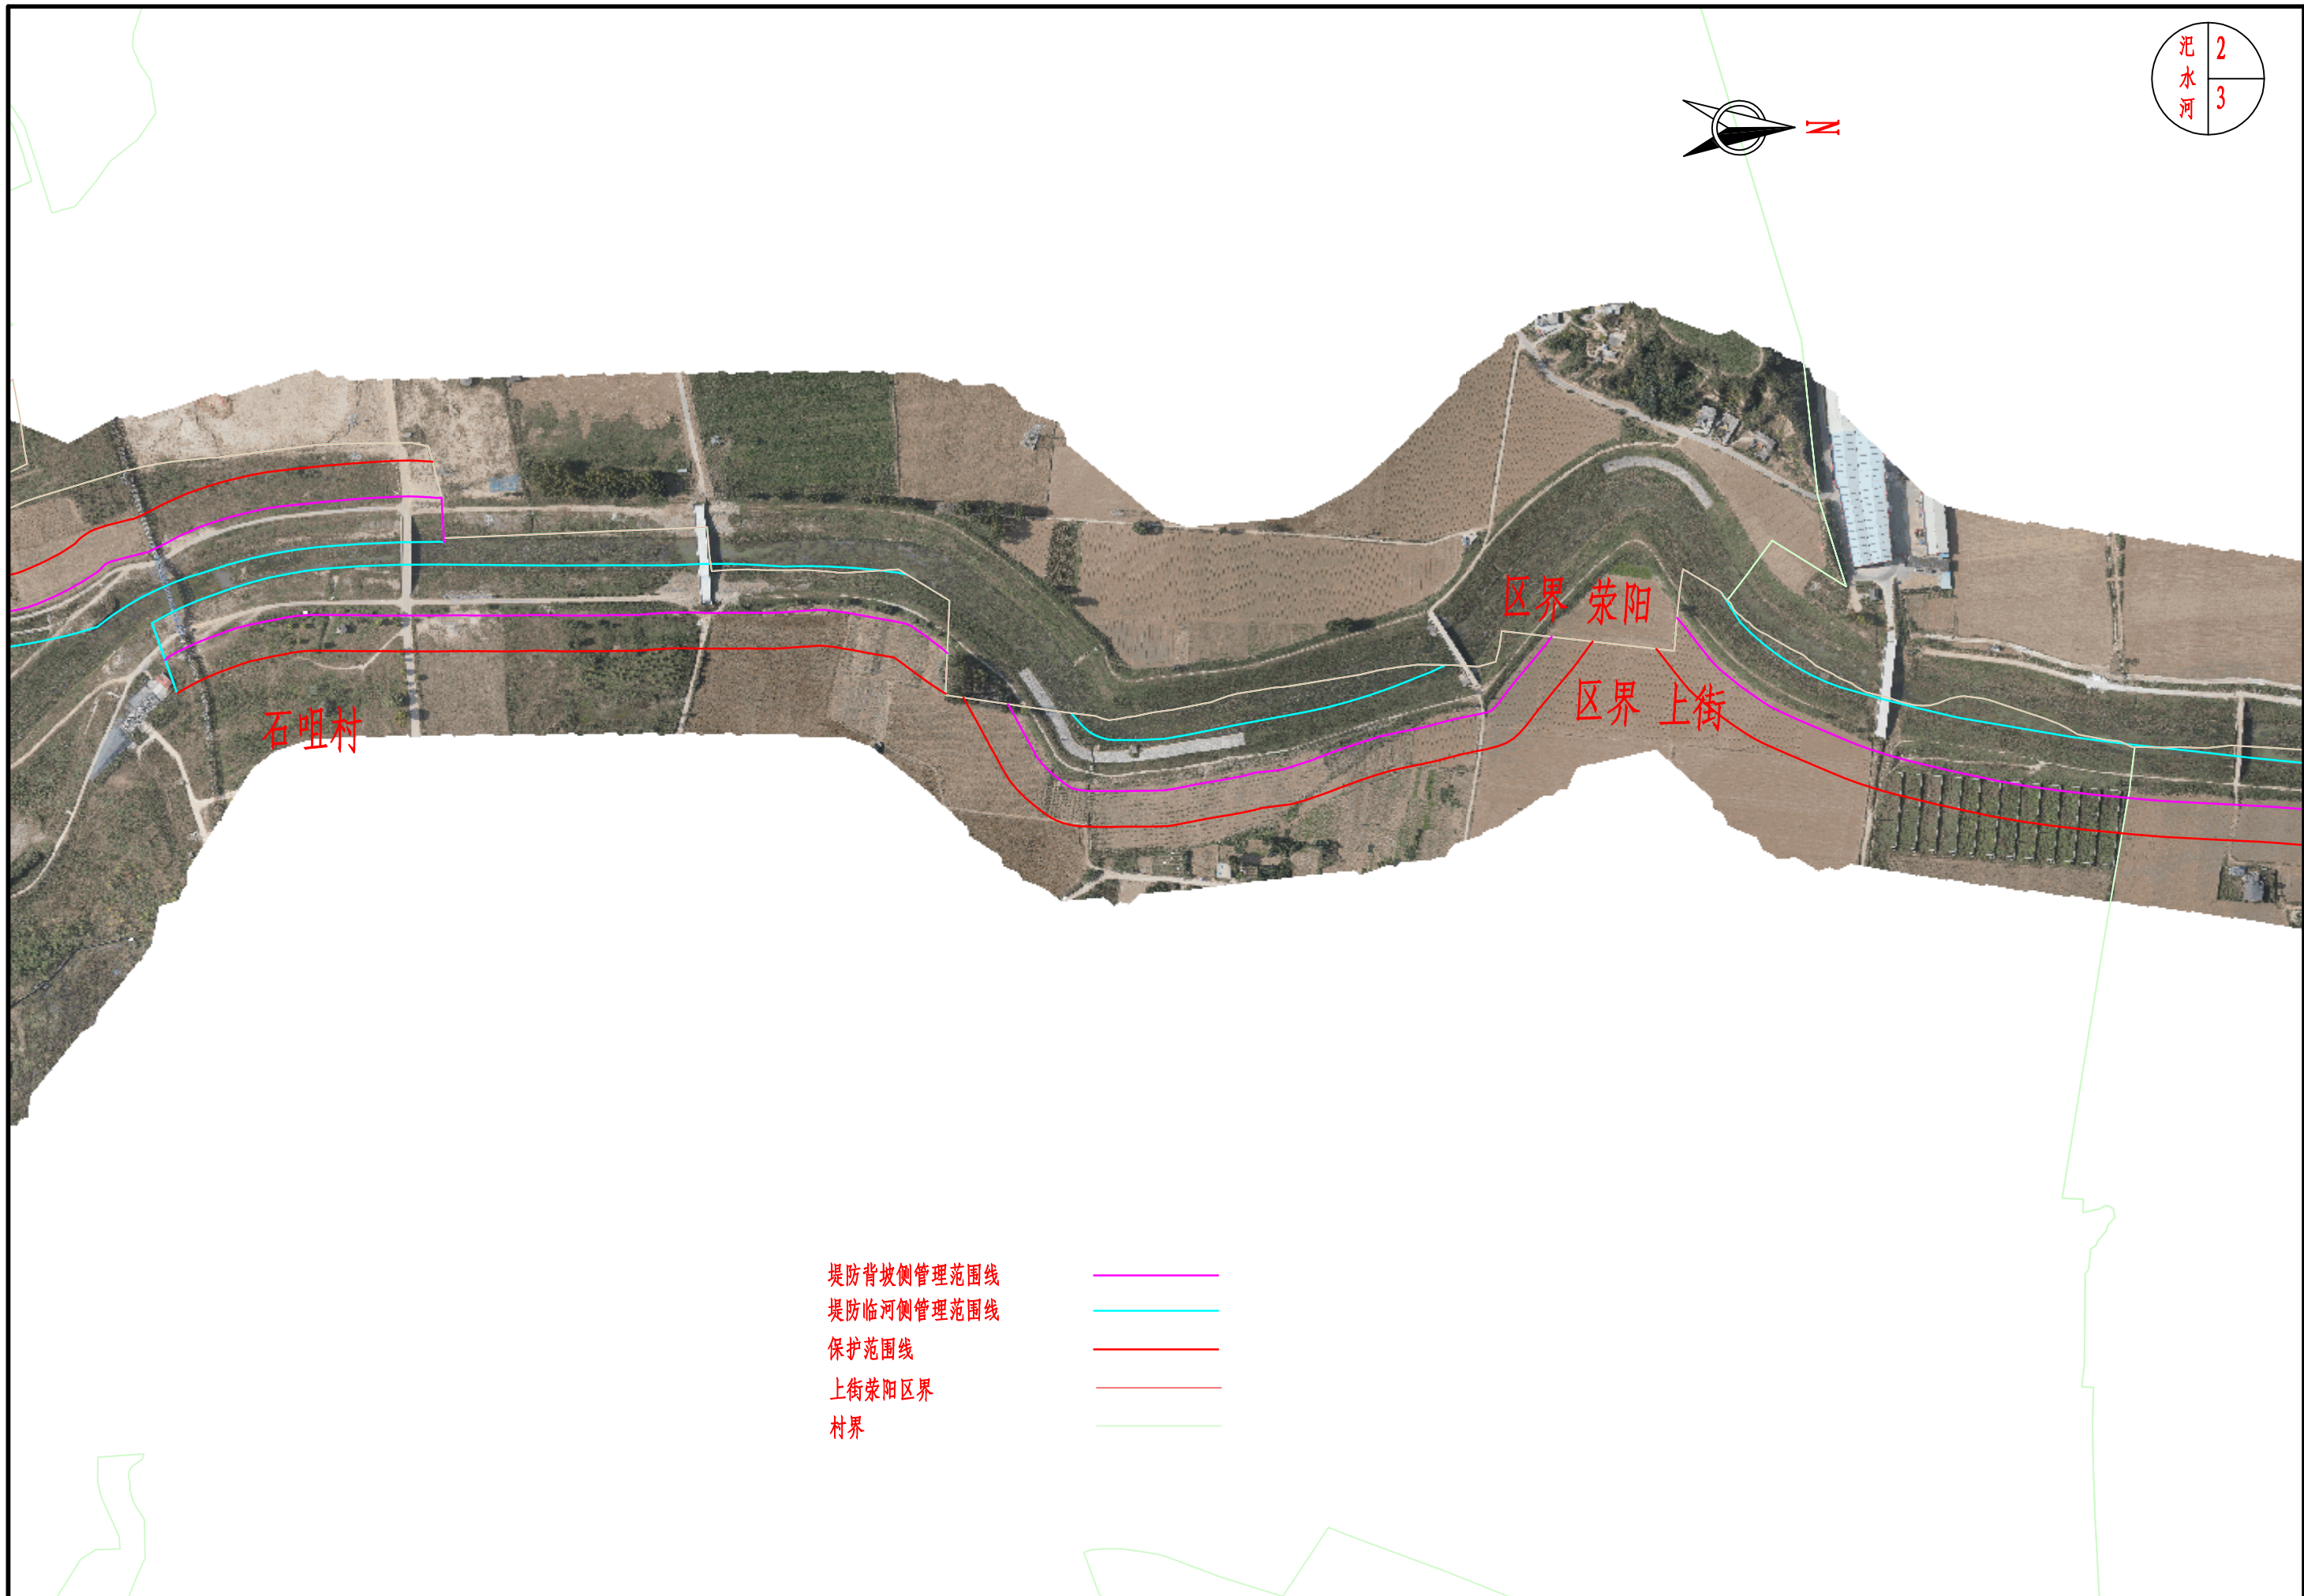 汜水河
2
3
N
区界 荥阳
区界 上街
石咀村
堤防背坡侧管理范围线
堤防临河侧管理范围线
保护范围线
上街荥阳区界
村界